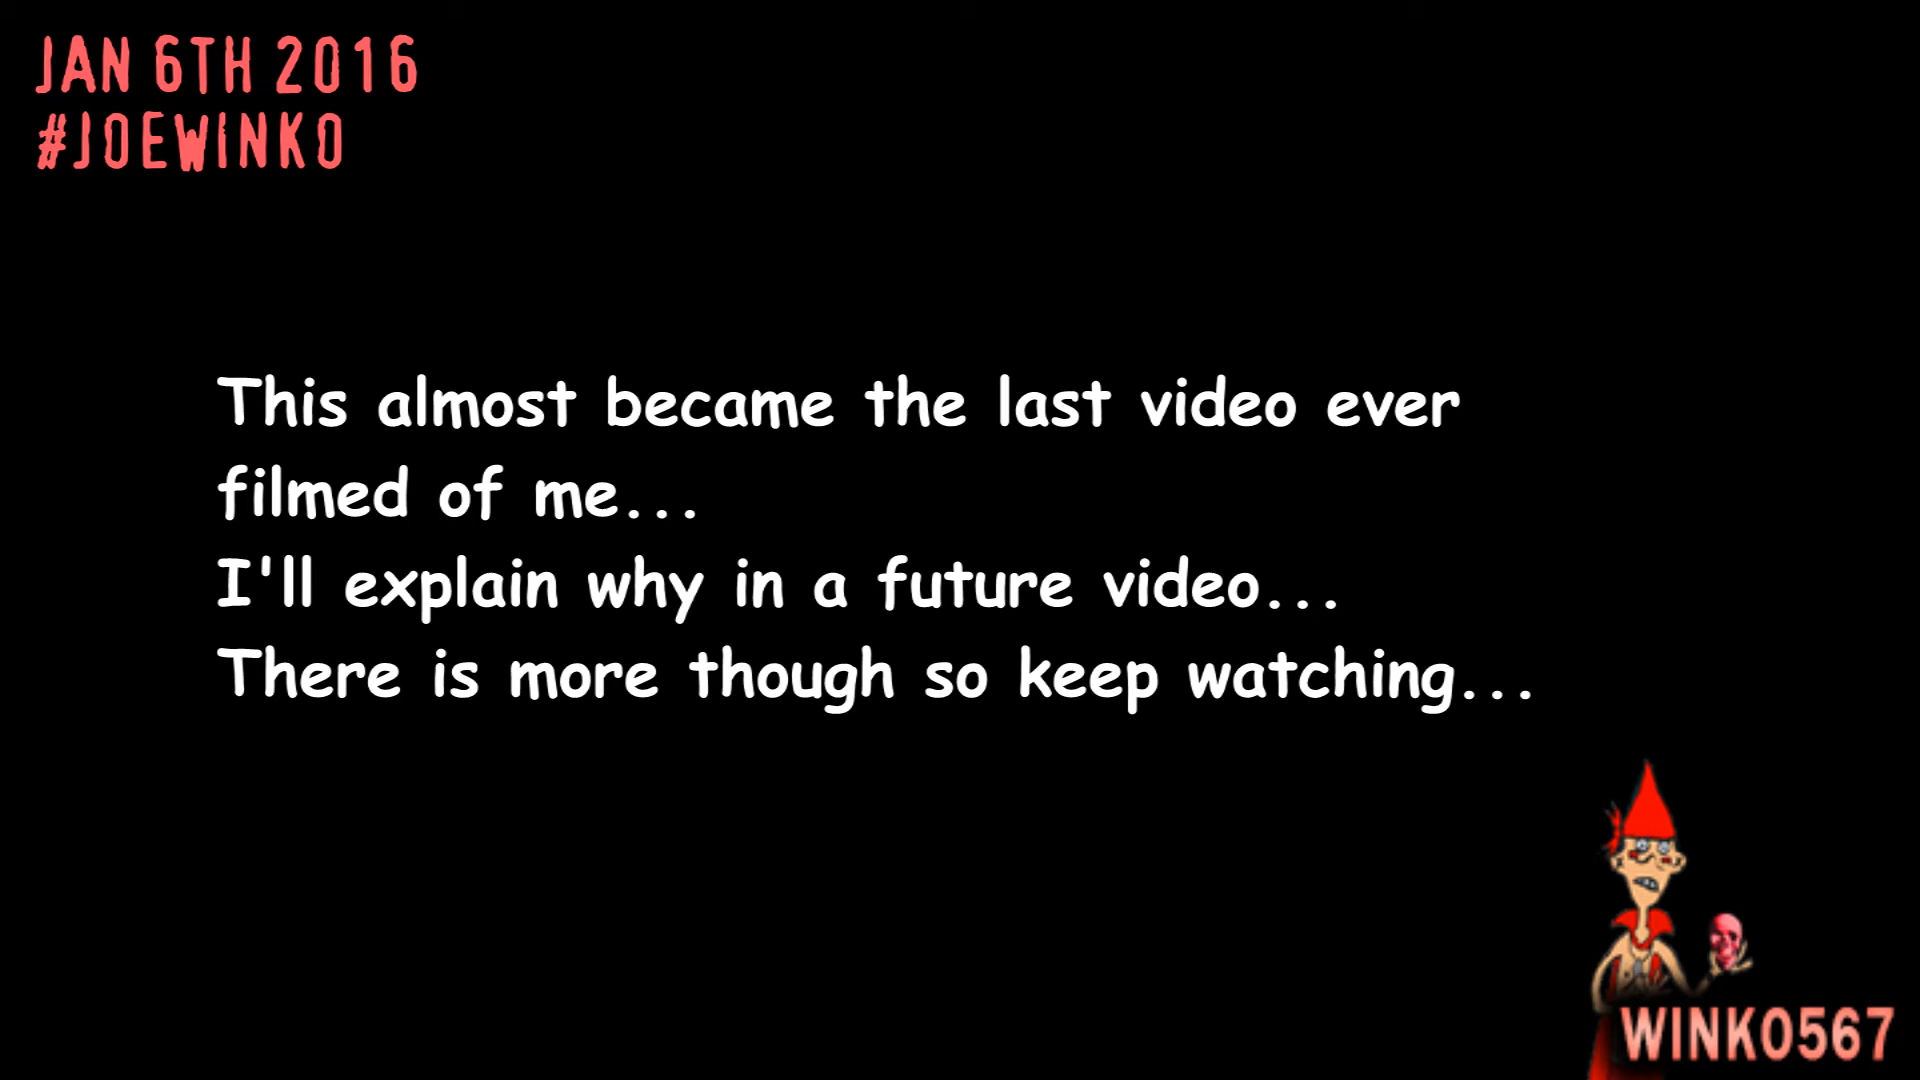 JAN 6TH 2016
#JOEWINKO
This almost became the last video ever
filmed of me...
I'll explain why in a future video...
There is more though so keep watching...
WINKO567